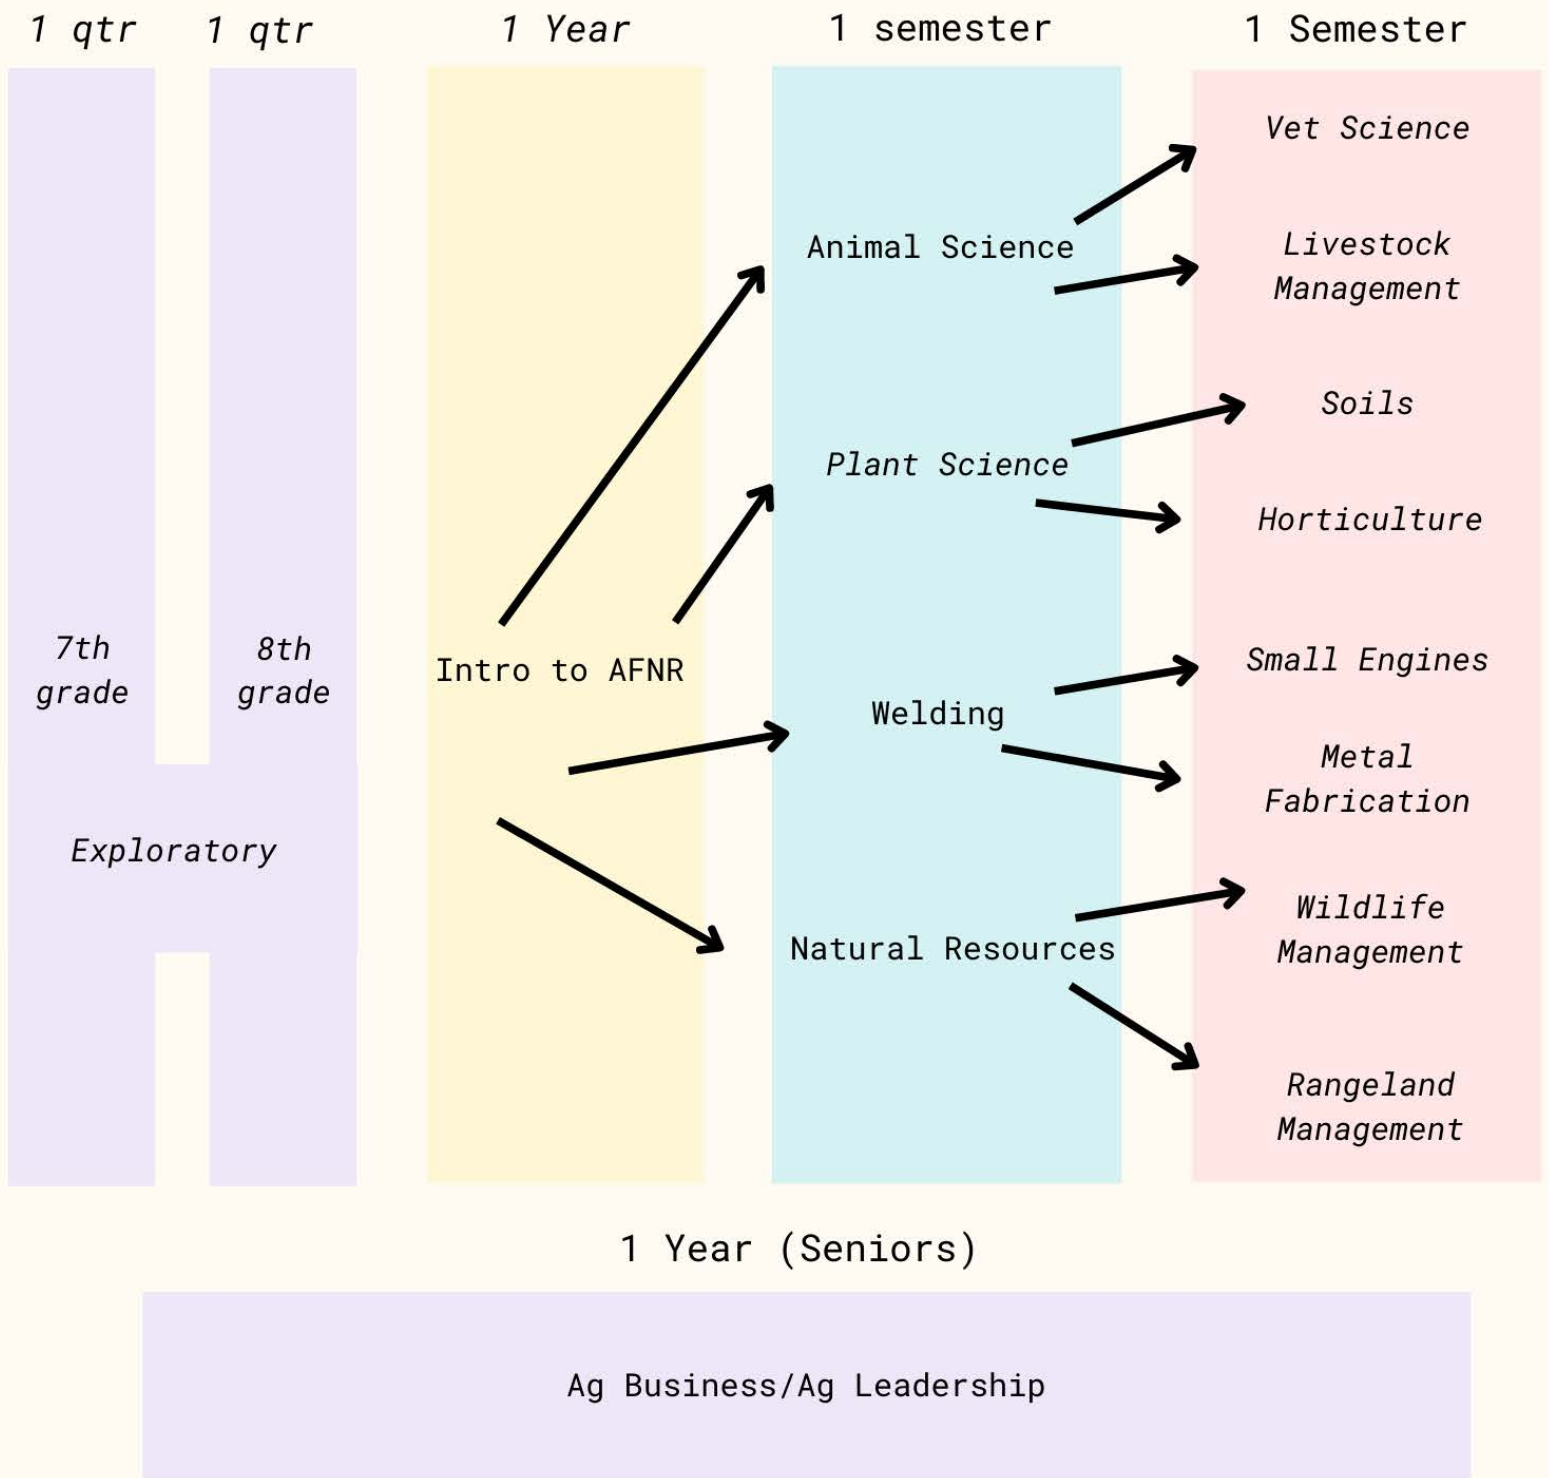 1 qtr
1 qtr
1 Year
1 semester
1 Semester
7th
grade
8th
grade
Exploratory
Intro to AFNR
Animal Science
Plant Science
Welding
Natural Resources
Vet Science
Livestock
Management
Soils
Horticulture
Small Engines
Metal
Fabrication
Wildlife
Management
Rangeland
Management
1 Year (Seniors)
Ag Business/Ag Leadership